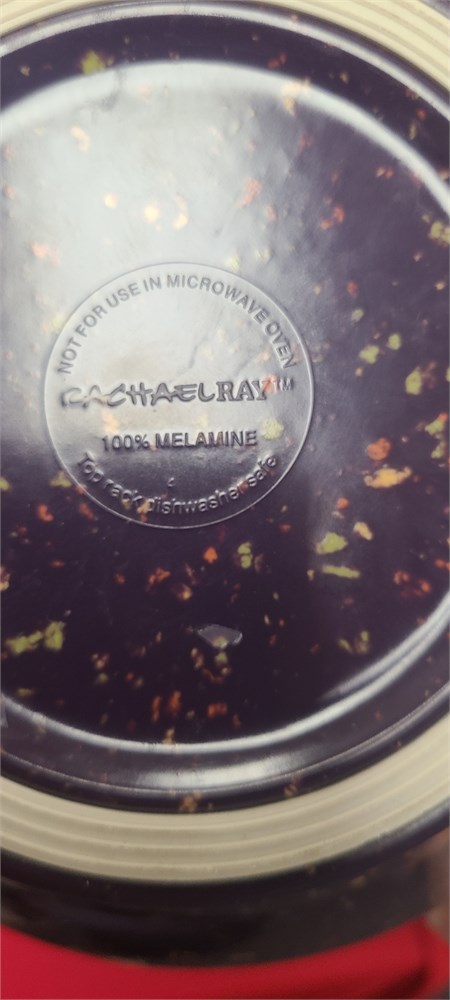 NOT FOR USE IN MICROWAVE OVEN
RACHAELRAY™
100% MELAMINE
Top rack dishwasher safe